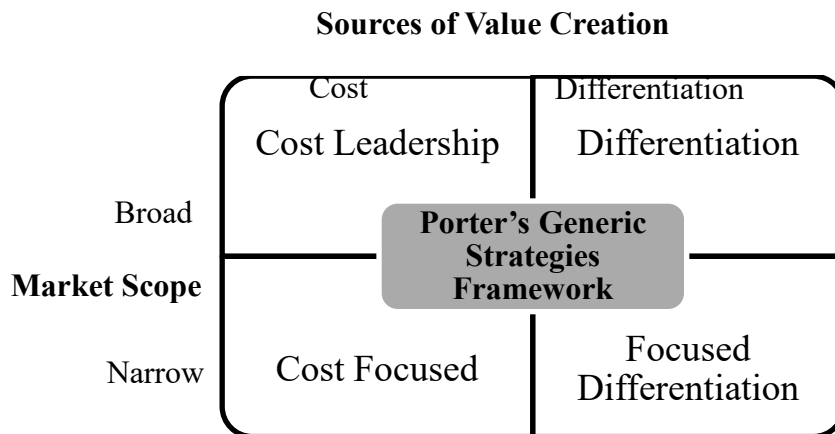 Sources of Value Creation
Cost
Differentiation
Cost Leadership
Differentiation
Broad
Porter’s Generic
Strategies
Framework
Market Scope
Narrow
Cost Focused
Focused
Differentiation